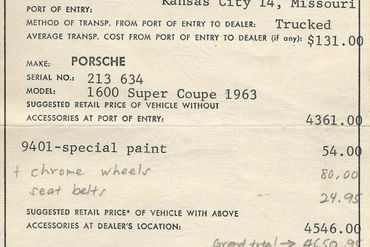 Kansas City 14, Missouri
PORT OF ENTRY:
METHOD OF TRANSP. FROM PORT OF ENTRY TO DEALER: Trucked
AVERAGE TRANSP. COST FROM PORT OF ENTRY TO DEALER (if any): $131.00
MAKE: PORSCHE
SERIAL NO.: 213 634
MODEL: 1600 Super Coupe 1963
SUGGESTED RETAIL PRICE OF VEHICLE WITHOUT
ACCESSORIES AT PORT OF ENTRY: 4361.00
9401-special paint 54.00
+ chrome wheels 80.00
seat belts - 24.95
SUGGESTED RETAIL PRICE* OF VEHICLE WITH ABOVE
ACCESSORIES AT DEALER'S LOCATION: 4546.00
Grand total → 4650.95